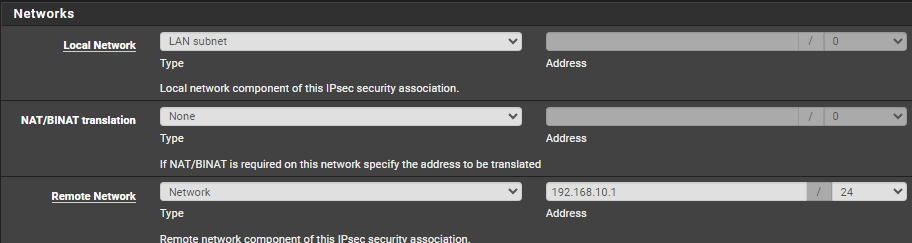 Networks
Local Network LAN subnet / 0
Type Address
Local network component of this IPsec security association.
NAT/BINAT translation None / 0
Type Address
If NAT/BINAT is required on this network specify the address to be translated
Remote Network Network 192.168.10.1 / 24
Type Address
Remote network component of this IPsec security association.